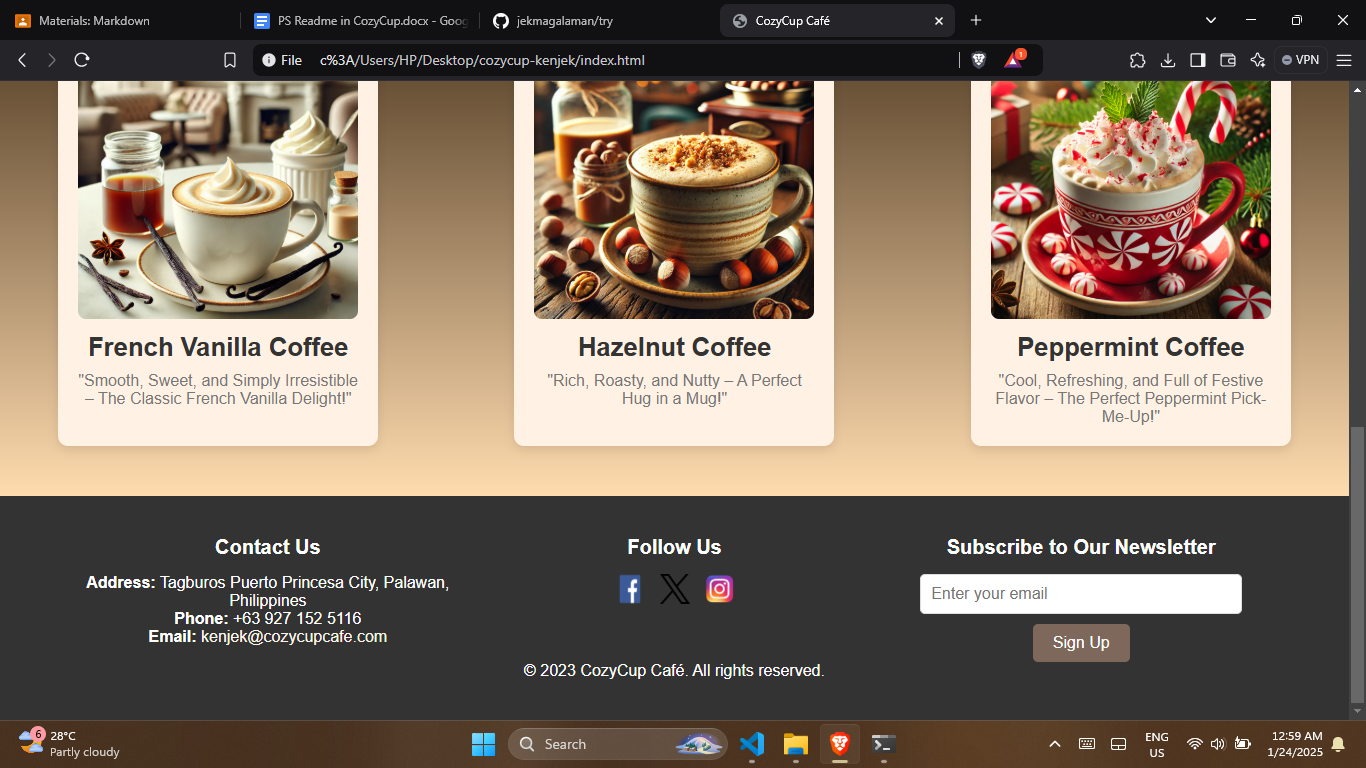 Materials: Markdown
PS Readme in CozyCup.docx - Goog
jekmagalaman/try
CozyCup Café
File
c%3A/Users/HP/Desktop/cozycup-kenjek/index.html
1
VPN
French Vanilla Coffee
"Smooth, Sweet, and Simply Irresistible
– The Classic French Vanilla Delight!"
Hazelnut Coffee
"Rich, Roasty, and Nutty – A Perfect
Hug in a Mug!"
Peppermint Coffee
"Cool, Refreshing, and Full of Festive
Flavor – The Perfect Peppermint Pick-
Me-Up!"
Contact Us
Address: Tagburos Puerto Princesa City, Palawan,
Philippines
Phone: +63 927 152 5116
Email: kenjek@cozycupcafe.com
Follow Us
Subscribe to Our Newsletter
Enter your email
Sign Up
© 2023 CozyCup Café. All rights reserved.
6
28°C
Partly cloudy
Search
ENG
US
12:59 AM
1/24/2025